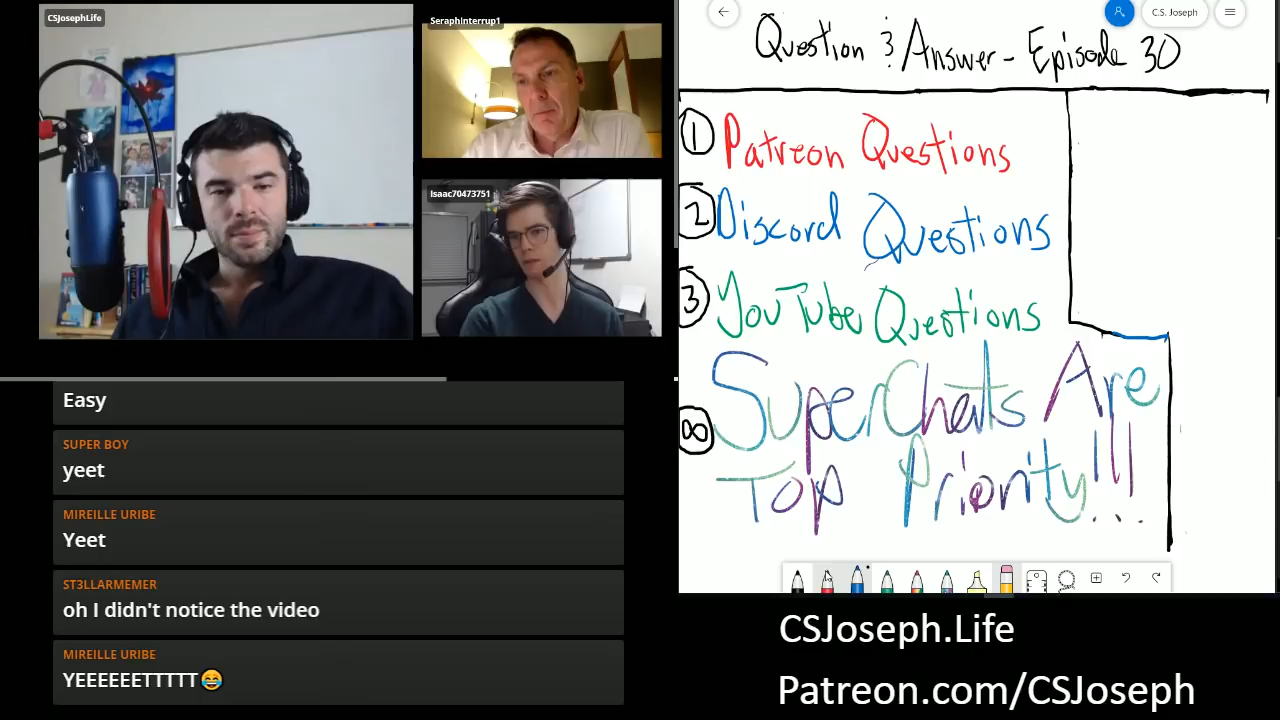 CSJosephLife
SeraphInterrup1
Isaac70473751
C.S. Joseph
Question & Answer - Episode 30
1 Patreon Questions
2 Discord Questions
3 YouTube Questions
∞ SuperChats Are
Top Priority!!!...
Easy
SUPER BOY
yeet
MIREILLE URIBE
Yeet
ST3LLARMEMER
oh I didn't notice the video
MIREILLE URIBE
YEEEEEETTTTT😂
CSJoseph.Life
Patreon.com/CSJoseph